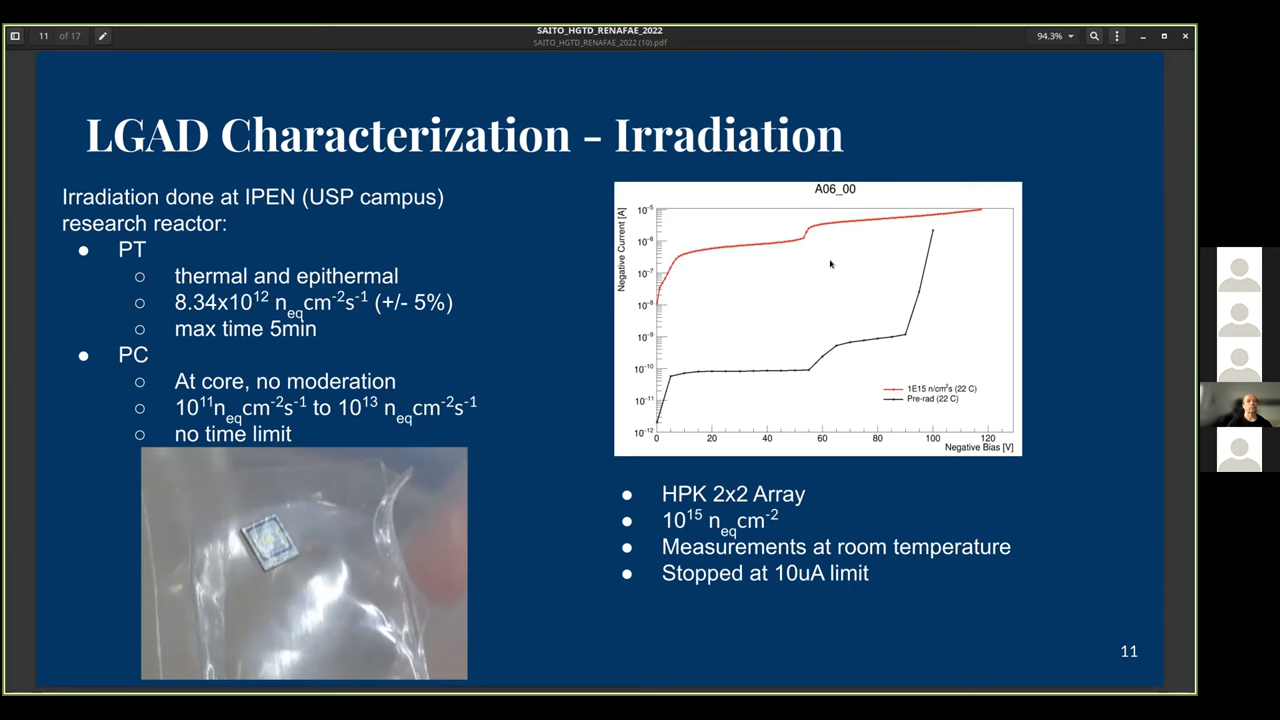 SAITO_HGTD_RENAFAE_2022
11 of 17
SAITO_HGTD_RENAFAE_2022 (10).pdf
94.3%
LGAD Characterization - Irradiation
Irradiation done at IPEN (USP campus)
research reactor:
● PT
○ thermal and epithermal
○ 8.34x10¹² n_eq cm⁻²s⁻¹ (+/- 5%)
○ max time 5min
● PC
○ At core, no moderation
○ 10¹¹n_eq cm⁻²s⁻¹ to 10¹³ n_eq cm⁻²s⁻¹
○ no time limit
A06_00
Negative Current [A]
10⁻⁵
10⁻⁶
10⁻⁷
10⁻⁸
10⁻⁹
10⁻¹⁰
10⁻¹¹
10⁻¹²
1E15 n/cm²s (22 C)
Pre-rad (22 C)
0 20 40 60 80 100 120
Negative Bias [V]
● HPK 2x2 Array
● 10¹⁵ n_eq cm⁻²
● Measurements at room temperature
● Stopped at 10uA limit
11